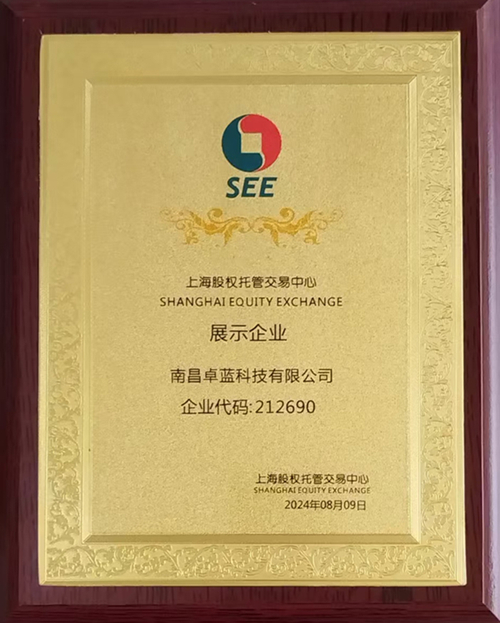 SEE
上海股权托管交易中心
SHANGHAI EQUITY EXCHANGE
展示企业
南昌卓蓝科技有限公司
企业代码:212690
上海股权托管交易中心
SHANGHAI EQUITY EXCHANGE
2024年08月09日